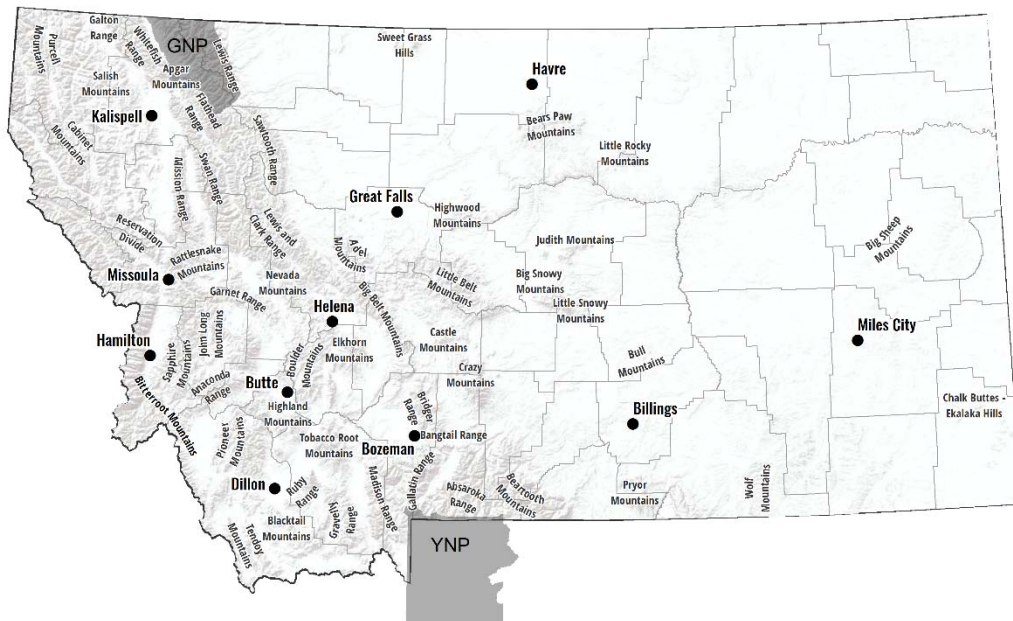 Galton
Range
Purcell
Mountains
Whitefish
Range
GNP
Lewis Range
Apgar
Mountains
Salish
Mountains
Flathead
Range
Kalispell
Cabinet
Mountains
Sawtooth Range
Swan Range
Mission Range
Sweet Grass
Hills
Havre
Bears Paw
Mountains
Little Rocky
Mountains
Great Falls
Highwood
Mountains
Lewis and
Clark Range
Adel
Mountains
Judith Mountains
Big Sheep
Mountains
Reservation
Divide
Rattlesnake
Mountains
Missoula
Nevada
Mountains
Garnet Range
Little Belt
Mountains
Big Snowy
Mountains
Little Snowy
Mountains
Big Belt Mountains
Helena
Hamilton
Sapphire
Mountains
John Long
Mountains
Boulder
Mountains
Elkhorn
Mountains
Castle
Mountains
Crazy
Mountains
Bull
Mountains
Miles City
Bitterroot Mountains
Anaconda
Range
Butte
Highland
Mountains
Bridger
Range
Billings
Chalk Buttes -
Ekalaka Hills
Pioneer
Mountains
Tobacco Root
Mountains
Bozeman
Bangtail Range
Dillon
Ruby
Range
Madison Range
Gallatin Range
Absaroka
Range
Beartooth
Mountains
Pryor
Mountains
Wolf
Mountains
Tendoy
Mountains
Blacktail
Mountains
Gravelly
Range
YNP